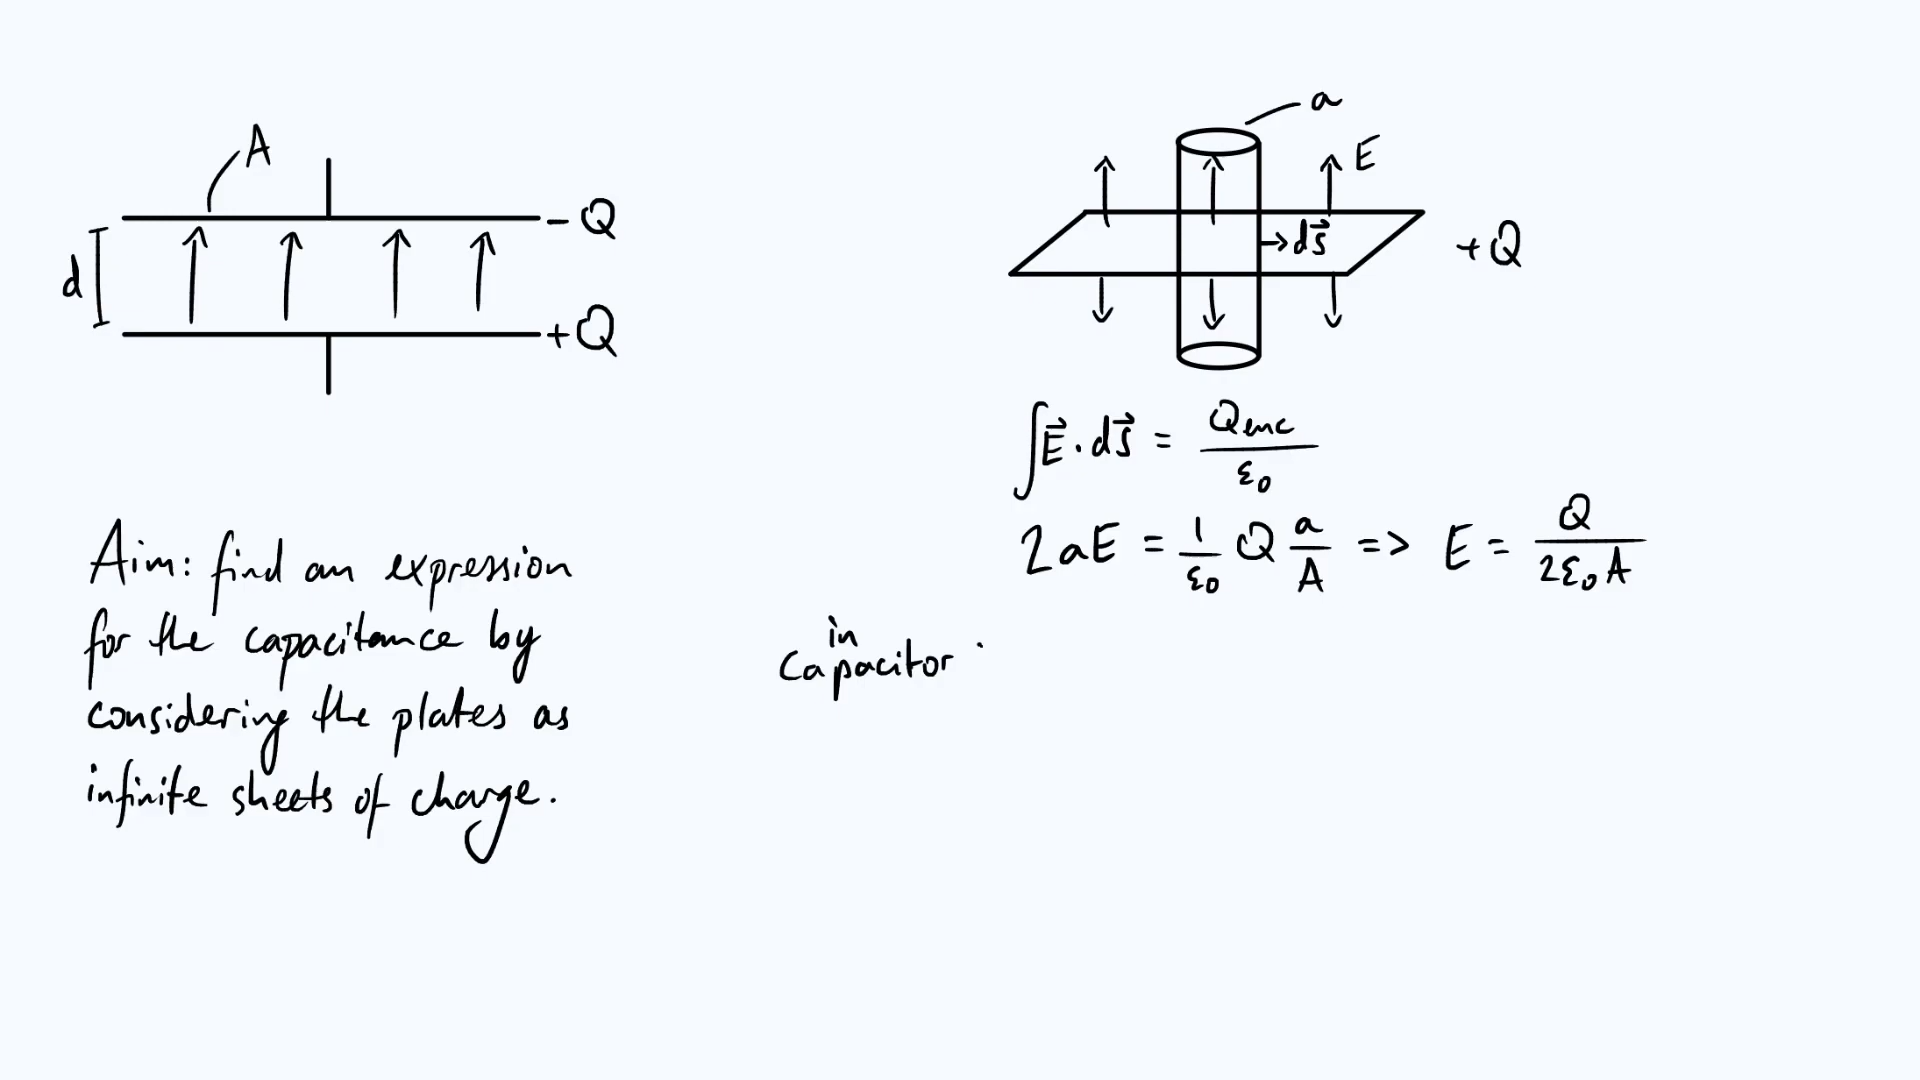 A
- Q
d
+ Q
Aim: find an expression
for the capacitance by
considering the plates as
infinite sheets of charge.
a
E
ds⃗
+ Q
∫E⃗ . ds⃗ = Qenc / ε₀
2aE = 1/ε₀ Q a/A => E = Q / 2ε₀A
in
capacitor